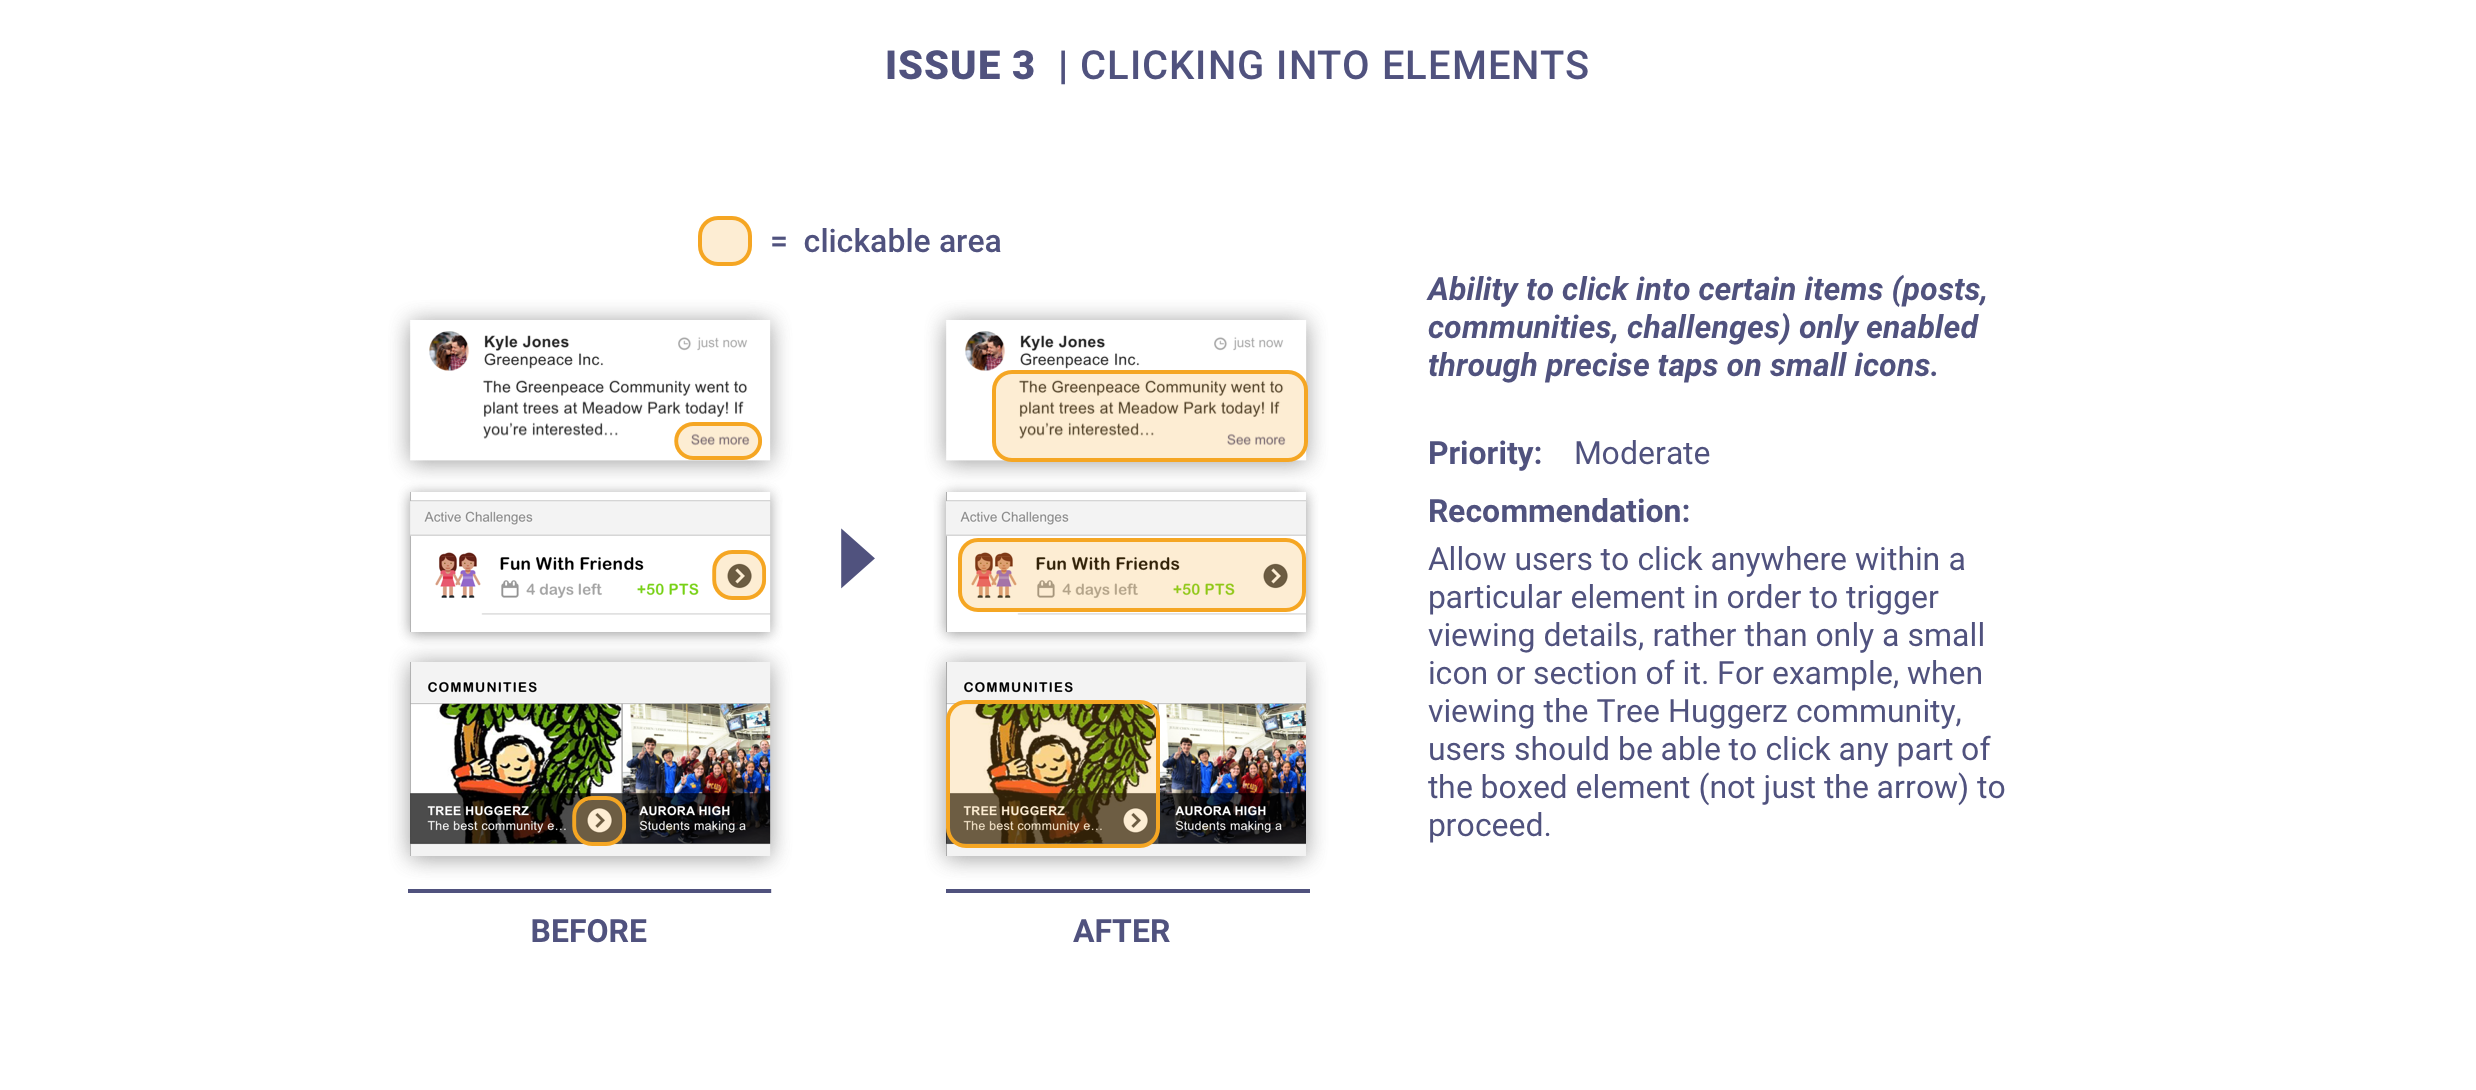 ISSUE 3 | CLICKING INTO ELEMENTS
= clickable area
Kyle Jones
just now
Greenpeace Inc.
The Greenpeace Community went to
plant trees at Meadow Park today! If
you're interested...
See more
Active Challenges
Fun With Friends
4 days left +50 PTS
COMMUNITIES
TREE HUGGERZ
The best community e...
AURORA HIGH
Students making a
BEFORE
Kyle Jones
just now
Greenpeace Inc.
The Greenpeace Community went to
plant trees at Meadow Park today! If
you're interested...
See more
Active Challenges
Fun With Friends
4 days left +50 PTS
COMMUNITIES
TREE HUGGERZ
The best community e...
AURORA HIGH
Students making a
AFTER
Ability to click into certain items (posts,
communities, challenges) only enabled
through precise taps on small icons.
Priority: Moderate
Recommendation:
Allow users to click anywhere within a
particular element in order to trigger
viewing details, rather than only a small
icon or section of it. For example, when
viewing the Tree Huggerz community,
users should be able to click any part of
the boxed element (not just the arrow) to
proceed.